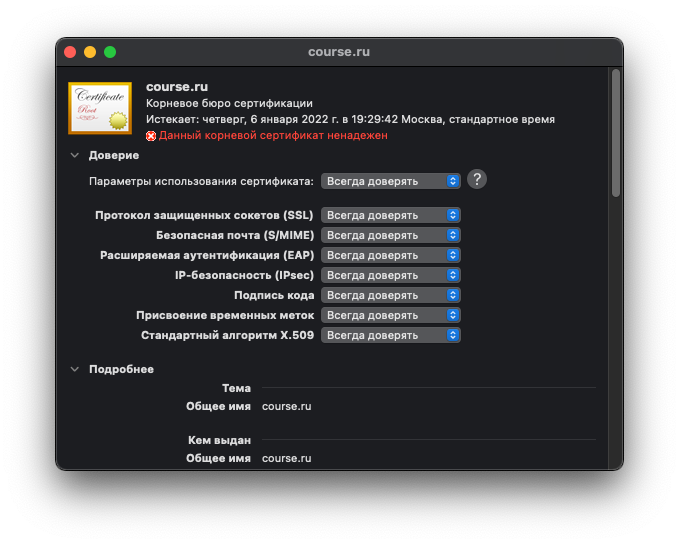 course.ru
Certificate
Root
course.ru
Корневое бюро сертификации
Истекает: четверг, 6 января 2022 г. в 19:29:42 Москва, стандартное время
Данный корневой сертификат ненадежен
Доверие
Параметры использования сертификата: Всегда доверять ?
Протокол защищенных сокетов (SSL) Всегда доверять
Безопасная почта (S/MIME) Всегда доверять
Расширяемая аутентификация (EAP) Всегда доверять
IP-безопасность (IPsec) Всегда доверять
Подпись кода Всегда доверять
Присвоение временных меток Всегда доверять
Стандартный алгоритм X.509 Всегда доверять
Подробнее
Тема
Общее имя course.ru
Кем выдан
Общее имя course.ru